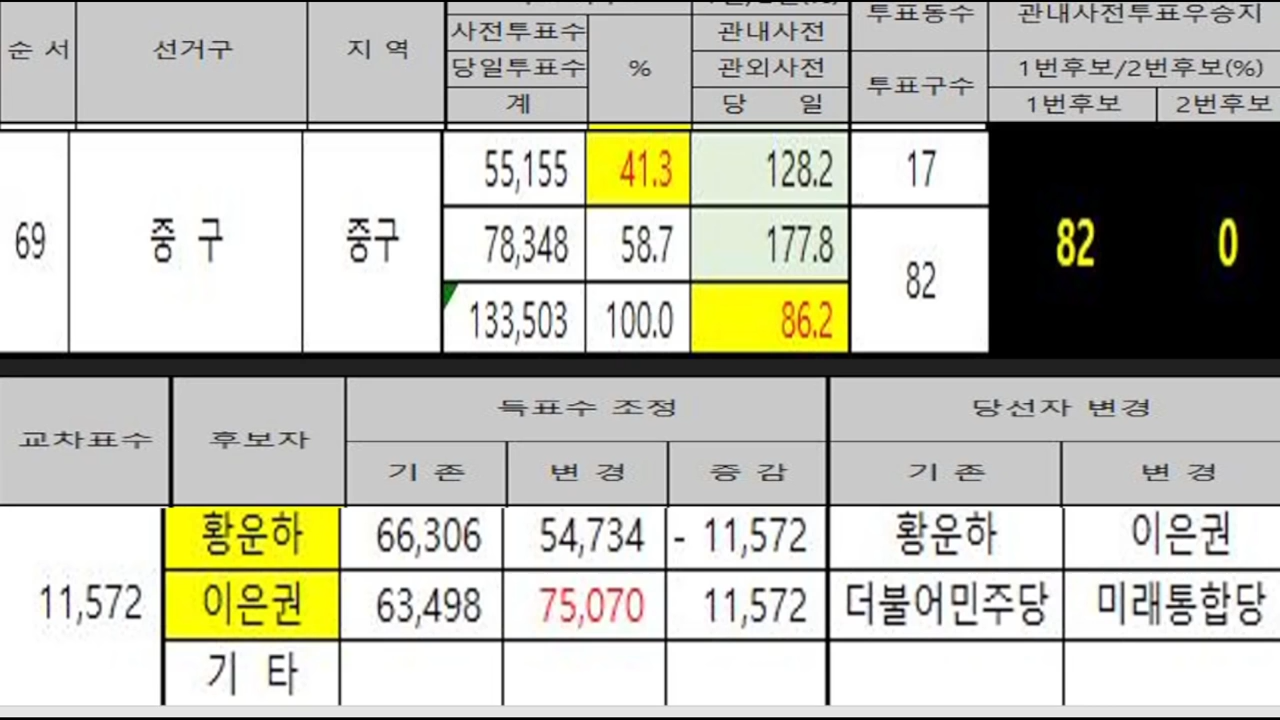 순 서 선거구 지 역 사전투표수 당일투표수 계 % 관내사전 관외사전 당 일 투표동수 투표구수 관내사전투표우승지
1번후보/2번후보(%)
1번후보 2번후보
69 중 구 중구
55,155 41.3 128.2 17
78,348 58.7 177.8 82 82 0
133,503 100.0 86.2
교차표수 후보자 득표수 조정 당선자 변경
기 존 변 경 증 감 기 존 변 경
황운하 66,306 54,734 - 11,572 황운하 이은권
11,572 이은권 63,498 75,070 11,572 더불어민주당 미래통합당
기 타